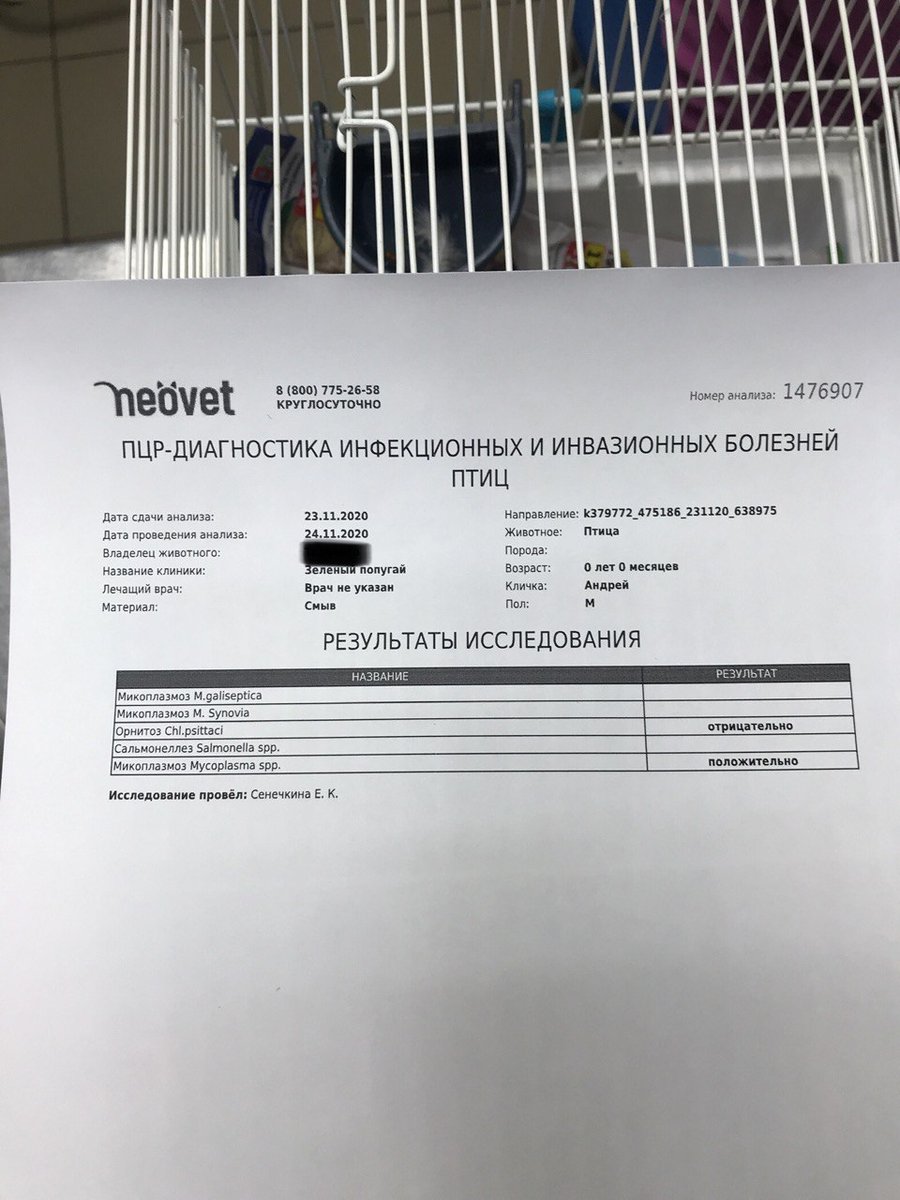 neövet
8 (800) 775-26-58
КРУГЛОСУТОЧНО
Номер анализа: 1476907
ПЦР-ДИАГНОСТИКА ИНФЕКЦИОННЫХ И ИНВАЗИОННЫХ БОЛЕЗНЕЙ
ПТИЦ
Дата сдачи анализа: 23.11.2020
Дата проведения анализа: 24.11.2020
Владелец животного:
Название клиники: Зеленый попугай
Лечащий врач: Врач не указан
Материал: Смыв
Направление: k379772_475186_231120_638975
Животное: Птица
Порода:
Возраст: 0 лет 0 месяцев
Кличка: Андрей
Пол: М
РЕЗУЛЬТАТЫ ИССЛЕДОВАНИЯ
НАЗВАНИЕ РЕЗУЛЬТАТ
Микоплазмоз M.galiseptica
Микоплазмоз M. Synovia
Орнитоз Chl.psittaci отрицательно
Сальмонеллез Salmonella spp.
Микоплазмоз Mycoplasma spp. положительно
Исследование провёл: Сенечкина Е. К.